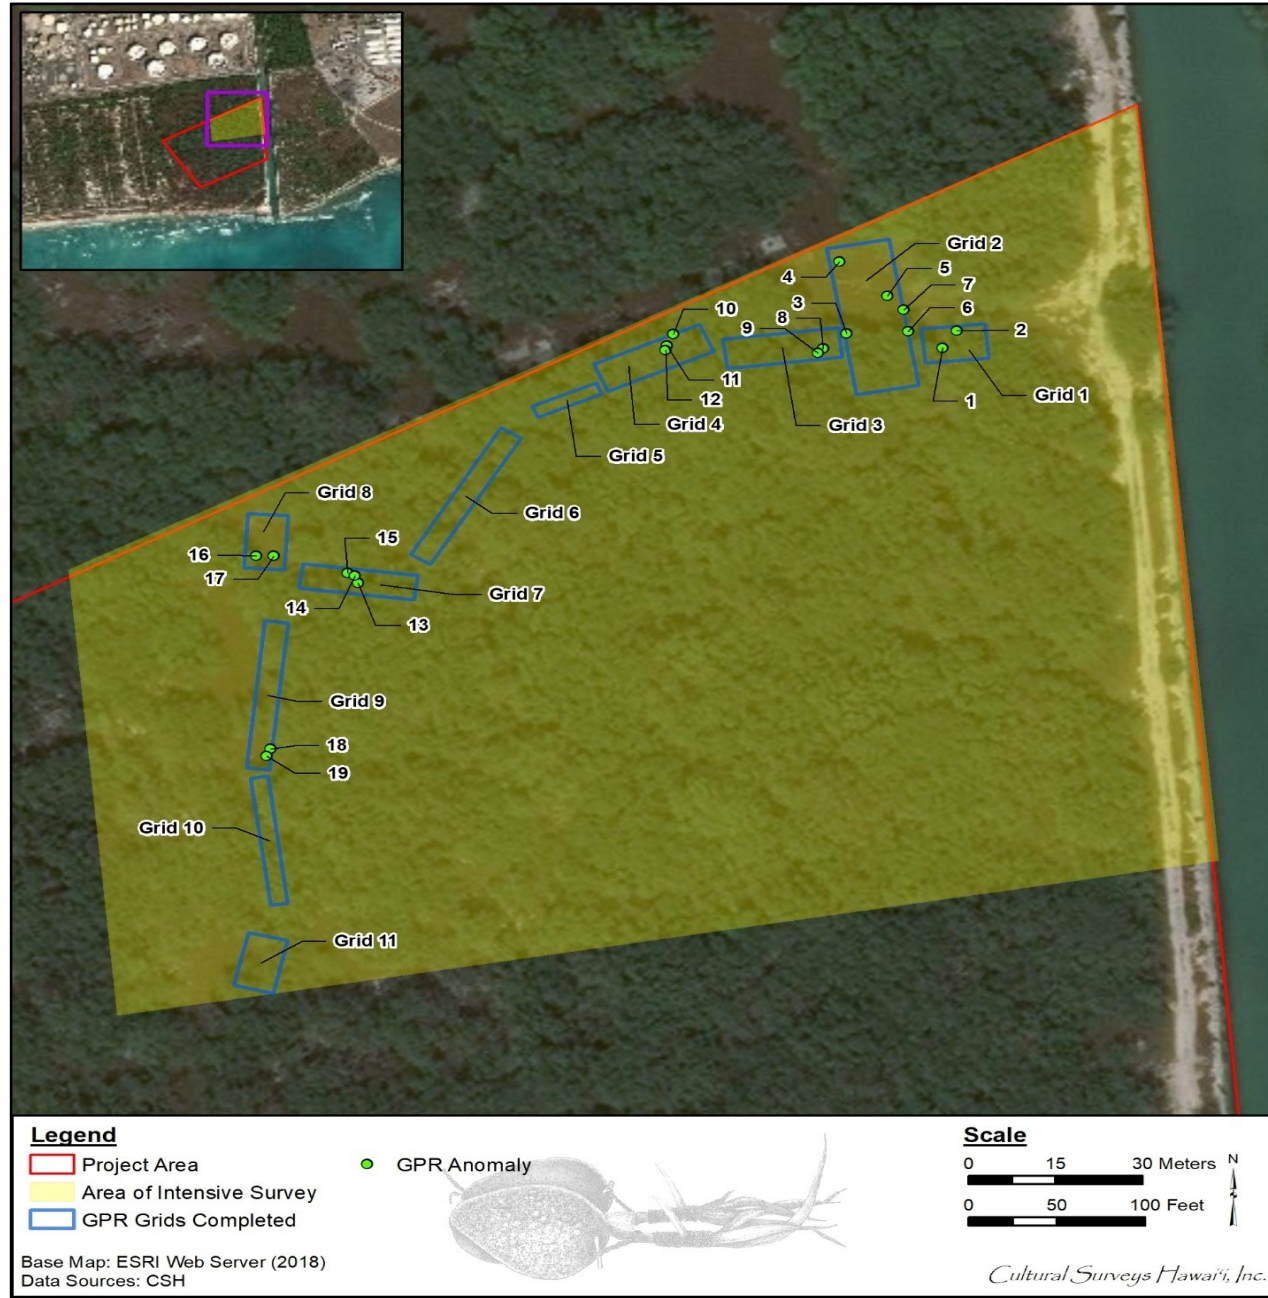 Grid 2
4
5
7
3
10
8
6
9
2
11
1
Grid 1
12
Grid 4
Grid 3
Grid 5
Grid 8
Grid 6
15
16
17
Grid 7
14
13
Grid 9
18
19
Grid 10
Grid 11
Legend
Project Area
Area of Intensive Survey
GPR Grids Completed
GPR Anomaly
Base Map: ESRI Web Server (2018)
Data Sources: CSH
Scale
0 15 30 Meters
0 50 100 Feet
N
Cultural Surveys Hawaiʻi, Inc.